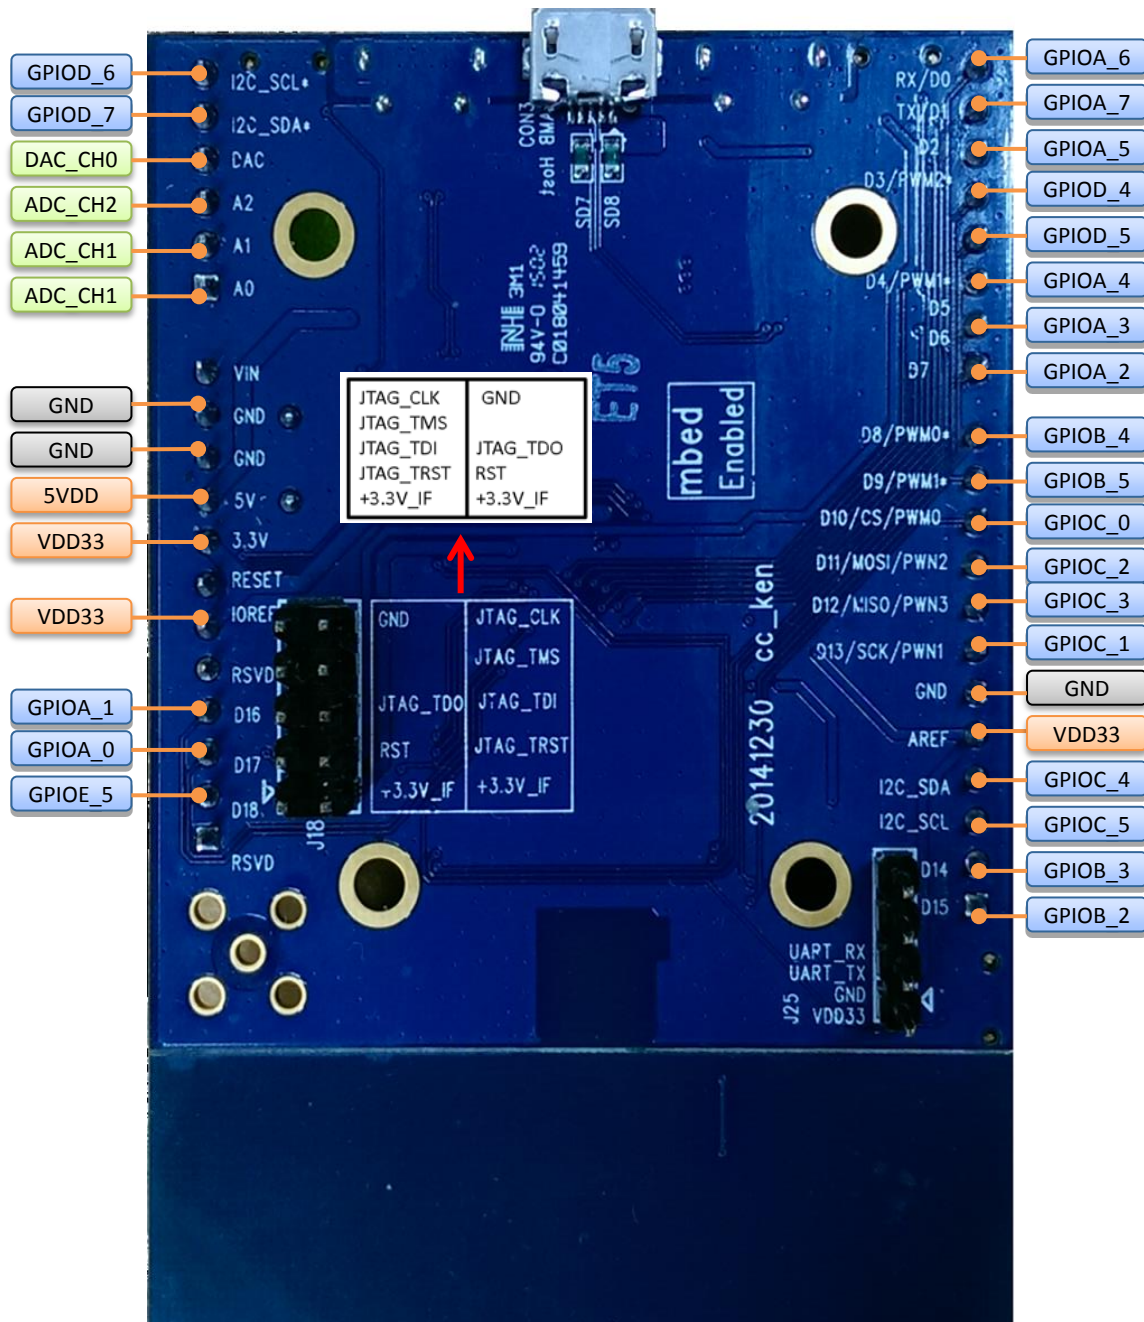 GPIOD_6
GPIOD_7
DAC_CH0
ADC_CH2
ADC_CH1
ADC_CH1
GND
GND
5VDD
VDD33
VDD33
GPIOA_1
GPIOA_0
GPIOE_5
I2C_SCL*
I2C_SDA*
DAC
A2
A1
A0
VIN
GND
GND
5V
3.3V
RESET
IOREF
RSVD
D16
D17
D18
RSVD
CON3
AMB Host
SD7
SD8
3M1
94V-0 1502
C018041459
ET5
mbed
Enabled
JTAG_CLK GND
JTAG_TMS
JTAG_TDI JTAG_TDO
JTAG_TRST RST
+3.3V_IF +3.3V_IF
GND JTAG_CLK
JTAG_TMS
JTAG_TDO JTAG_TDI
RST JTAG_TRST
+3.3V_IF +3.3V_IF
J18
20141230 cc_ken
RX/D0
TX/D1
D2
D3/PWM2*
D4/PWM1*
D5
D6
D7
D8/PWM0*
D9/PWM1*
D10/CS/PWM0
D11/MOSI/PWN2
D12/MISO/PWN3
D13/SCK/PWN1
GND
AREF
I2C_SDA
I2C_SCL
D14
D15
UART_RX
UART_TX
GND
VDD33
J25
GPIOA_6
GPIOA_7
GPIOA_5
GPIOD_4
GPIOD_5
GPIOA_4
GPIOA_3
GPIOA_2
GPIOB_4
GPIOB_5
GPIOC_0
GPIOC_2
GPIOC_3
GPIOC_1
GND
VDD33
GPIOC_4
GPIOC_5
GPIOB_3
GPIOB_2